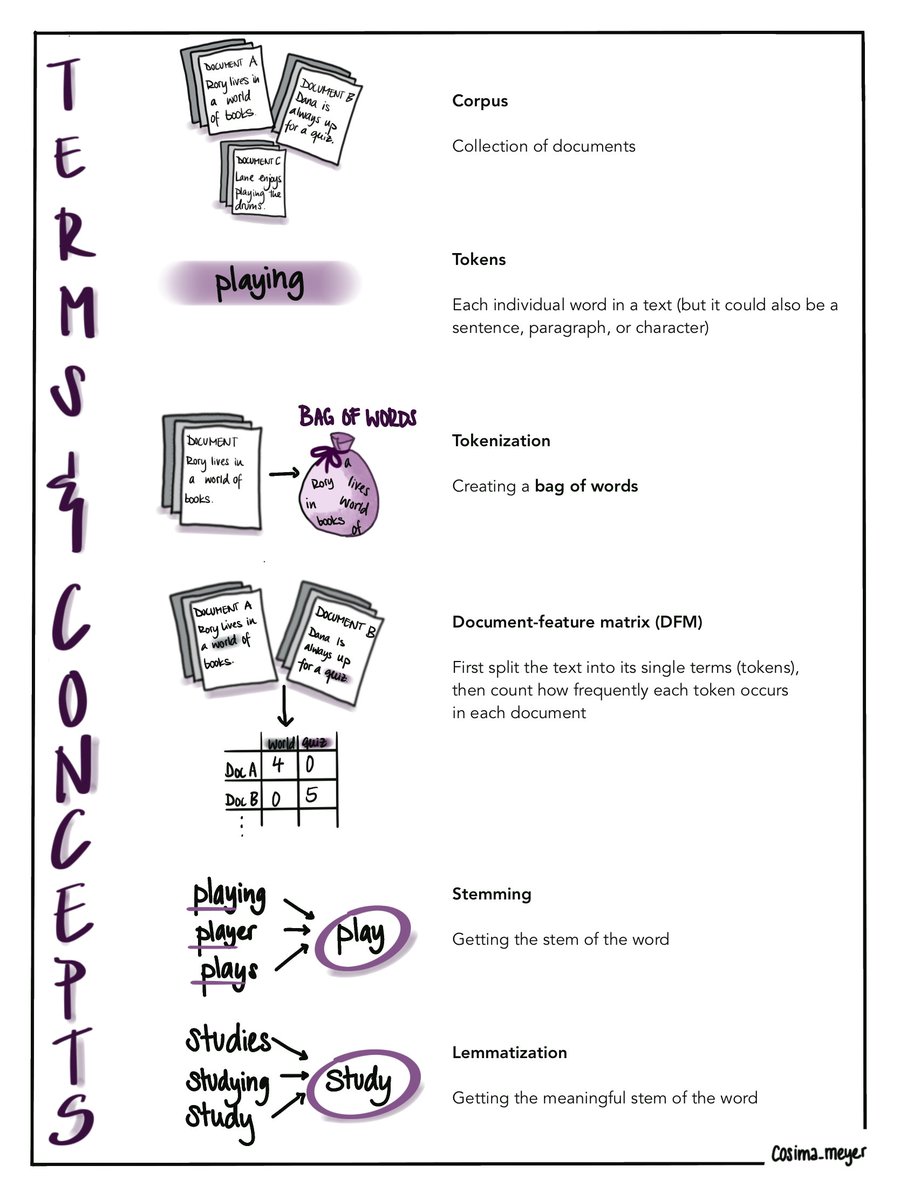 TERMS & CONCEPTS
DOCUMENT A
Rory lives in
a world
of books.
DOCUMENT B
Dana is
always up
for a quiz.
DOCUMENT C
Lane enjoys
playing the
drums.
Corpus
Collection of documents
playing
Tokens
Each individual word in a text (but it could also be a
sentence, paragraph, or character)
DOCUMENT
Rory lives in
a world of
books.
BAG OF WORDS
a
Rory lives
in world
books of
Tokenization
Creating a bag of words
DOCUMENT A
Rory lives in
a world of
books.
DOCUMENT B
Dana is
always up
for a quiz.
world quiz
Doc A 4 0
Doc B 0 5
⋮
Document-feature matrix (DFM)
First split the text into its single terms (tokens),
then count how frequently each token occurs
in each document
playing
player
plays
play
Stemming
Getting the stem of the word
studies
studying
study
study
Lemmatization
Getting the meaningful stem of the word
cosima_meyer